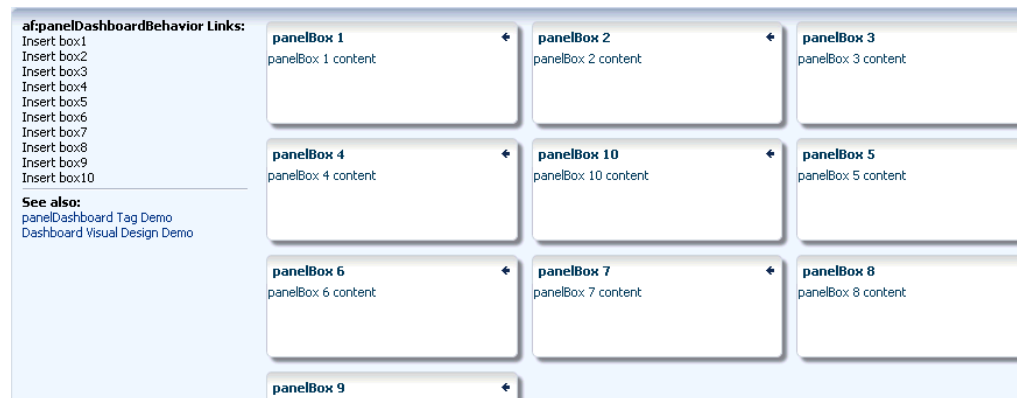 af:panelDashboardBehavior Links:
Insert box1
Insert box2
Insert box3
Insert box4
Insert box5
Insert box6
Insert box7
Insert box8
Insert box9
Insert box10
See also:
panelDashboard Tag Demo
Dashboard Visual Design Demo
panelBox 1
panelBox 1 content
panelBox 2
panelBox 2 content
panelBox 3
panelBox 3 content
panelBox 4
panelBox 4 content
panelBox 10
panelBox 10 content
panelBox 5
panelBox 5 content
panelBox 6
panelBox 6 content
panelBox 7
panelBox 7 content
panelBox 8
panelBox 8 content
panelBox 9